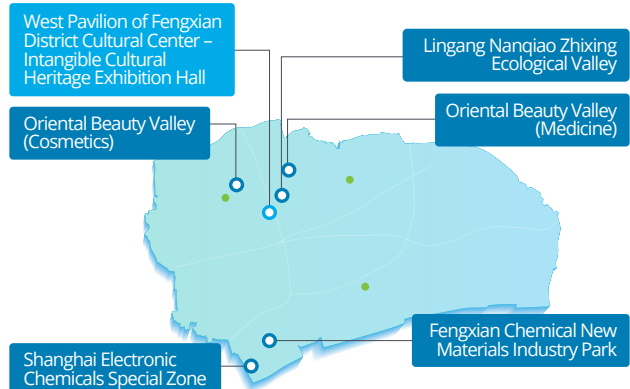 West Pavilion of Fengxian
District Cultural Center –
Intangible Cultural
Heritage Exhibition Hall
Lingang Nanqiao Zhixing
Ecological Valley
Oriental Beauty Valley
(Cosmetics)
Oriental Beauty Valley
(Medicine)
Fengxian Chemical New
Materials Industry Park
Shanghai Electronic
Chemicals Special Zone